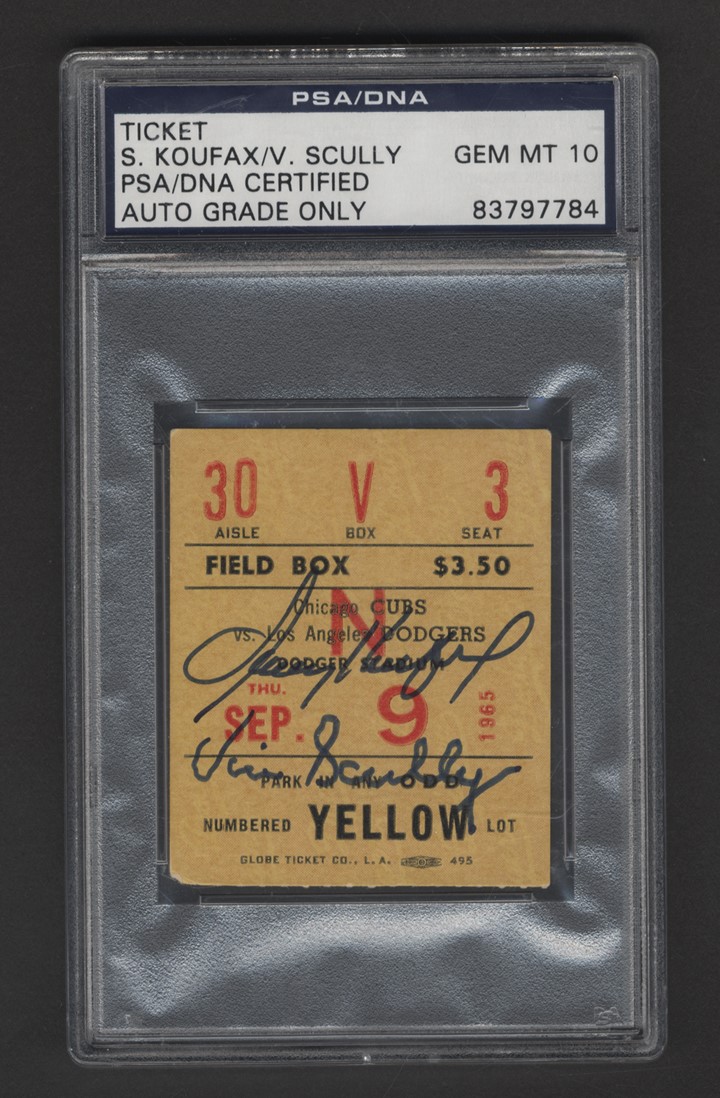 PSA/DNA
TICKET
S. KOUFAX/V. SCULLY GEM MT 10
PSA/DNA CERTIFIED
AUTO GRADE ONLY 83797784
30 V 3
AISLE BOX SEAT
FIELD BOX $3.50
N
Chicago CUBS
vs. Los Angeles DODGERS
Sandy Koufax
DODGER STADIUM
THU.
SEP. 9 1965
Vin Scully
PARK IN ANY ODD
NUMBERED YELLOW LOT
GLOBE TICKET CO., L. A. 495